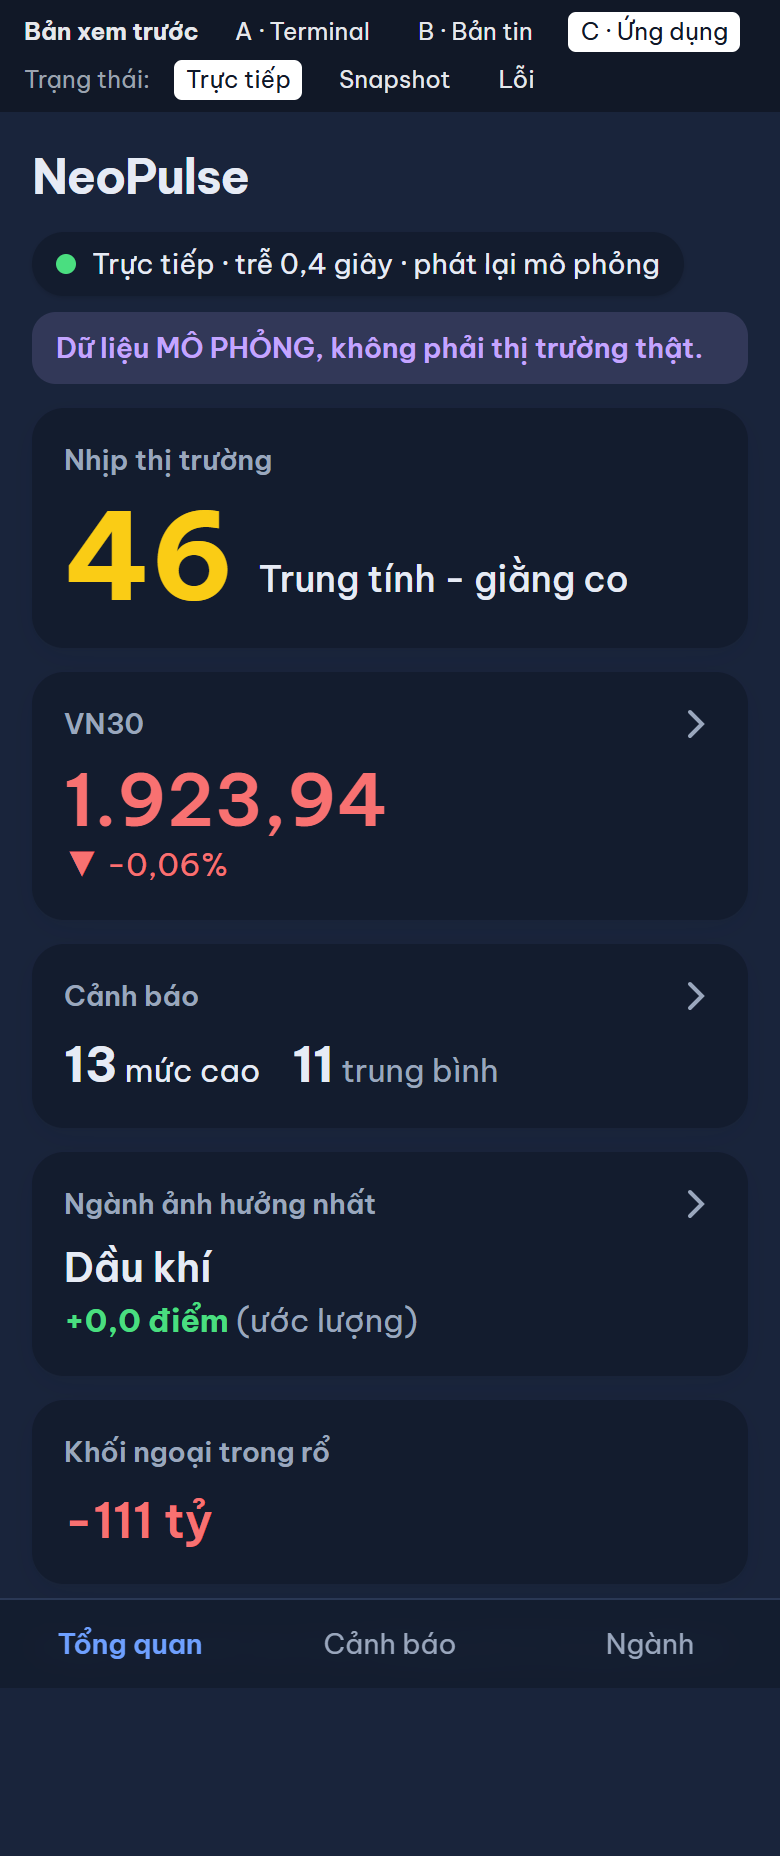 Bản xem trước A · Terminal B · Bản tin C · Ứng dụng
Trạng thái: Trực tiếp Snapshot Lỗi
NeoPulse
Trực tiếp · trễ 0,4 giây · phát lại mô phỏng
Dữ liệu MÔ PHỎNG, không phải thị trường thật.
Nhịp thị trường
46 Trung tính - giằng co
VN30
1.923,94
▼ -0,06%
Cảnh báo
13 mức cao 11 trung bình
Ngành ảnh hưởng nhất
Dầu khí
+0,0 điểm (ước lượng)
Khối ngoại trong rổ
-111 tỷ
Tổng quan Cảnh báo Ngành